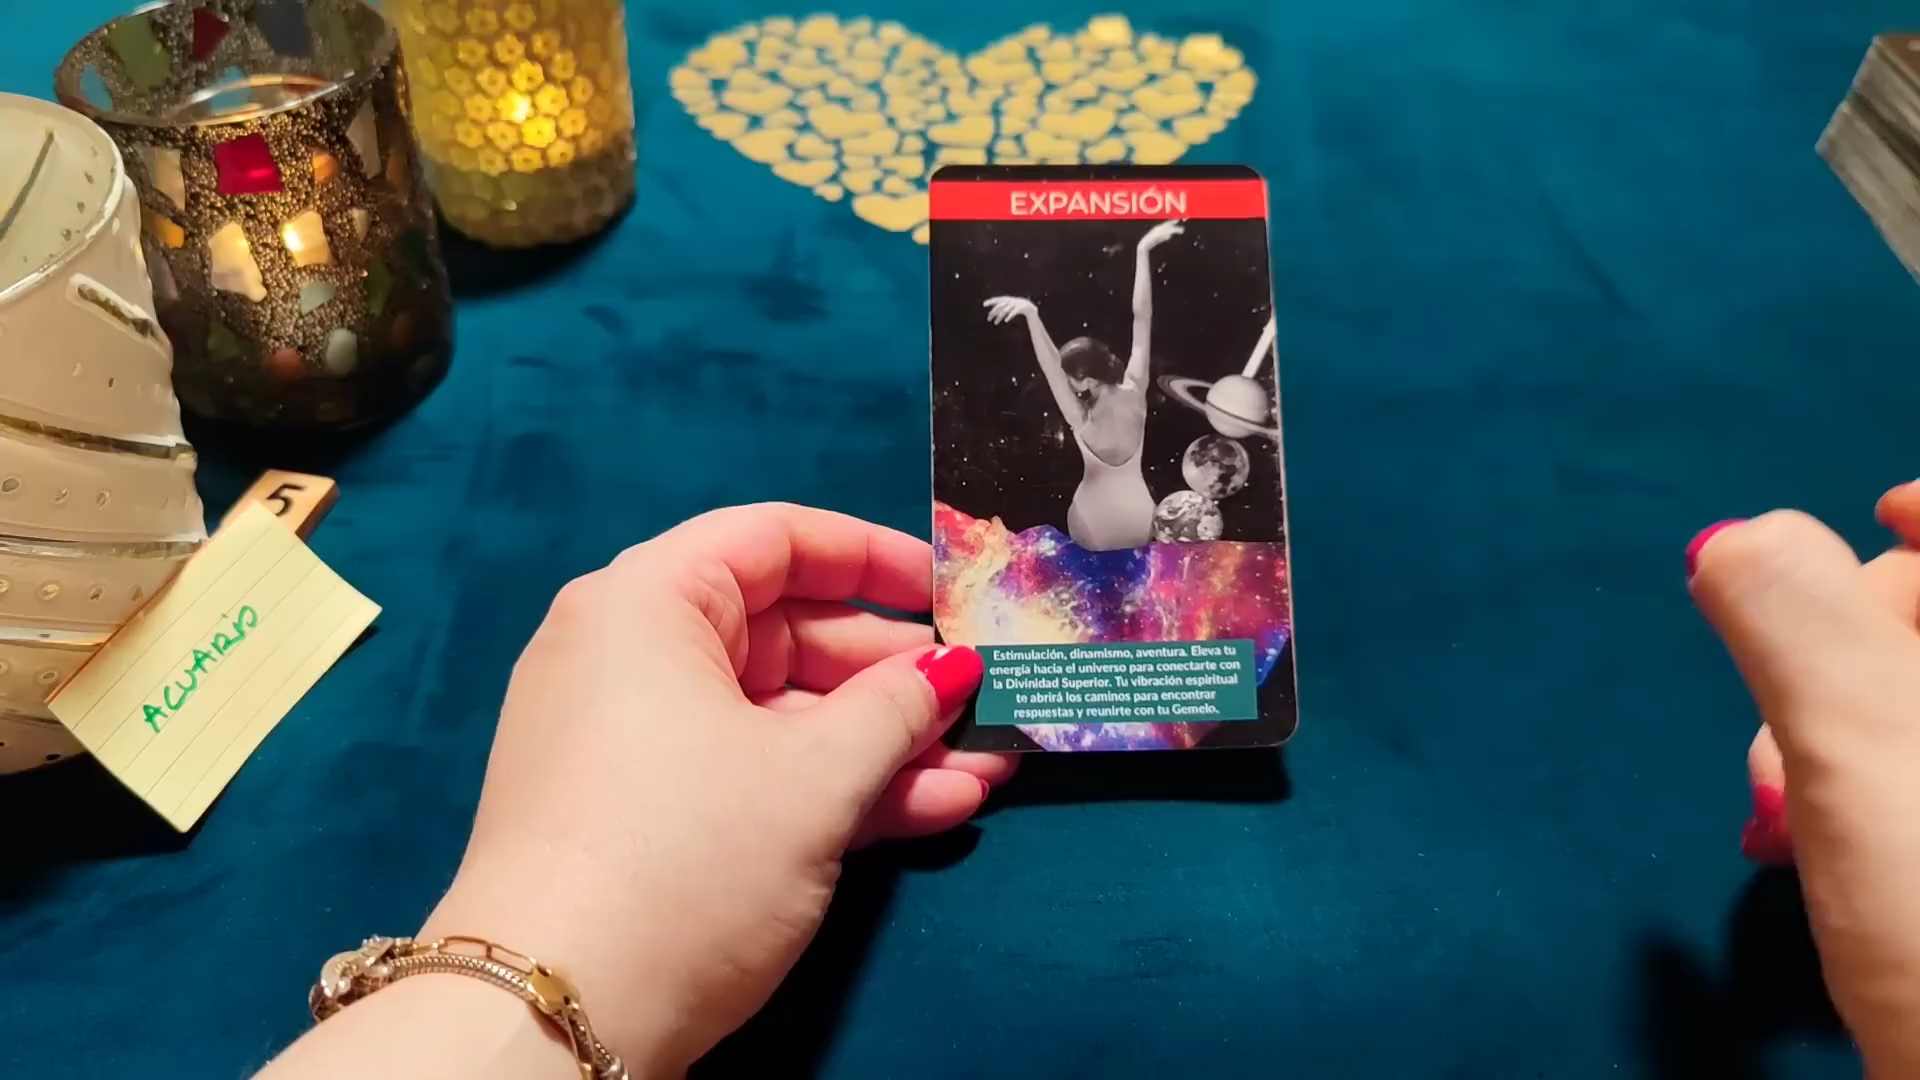 EXPANSIÓN
Estimulación, dinamismo, aventura. Eleva tu
energía hacia el universo para conectarte con
la Divinidad Superior. Tu vibración espiritual
te abrirá los caminos para encontrar
respuestas y reunirte con tu Gemelo.
5
ACUARIO